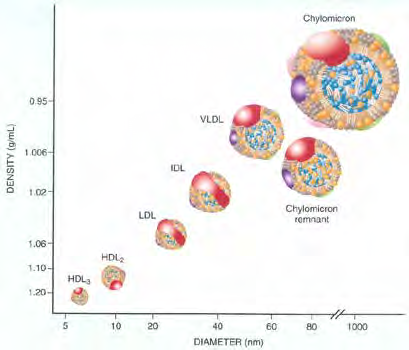 Chylomicron
0.95
VLDL
1.006
DENSITY (g/mL)
IDL
1.02
Chylomicron
remnant
LDL
1.06
HDL2
1.10
HDL3
1.20
5 10 20 40 60 80 1000
DIAMETER (nm)